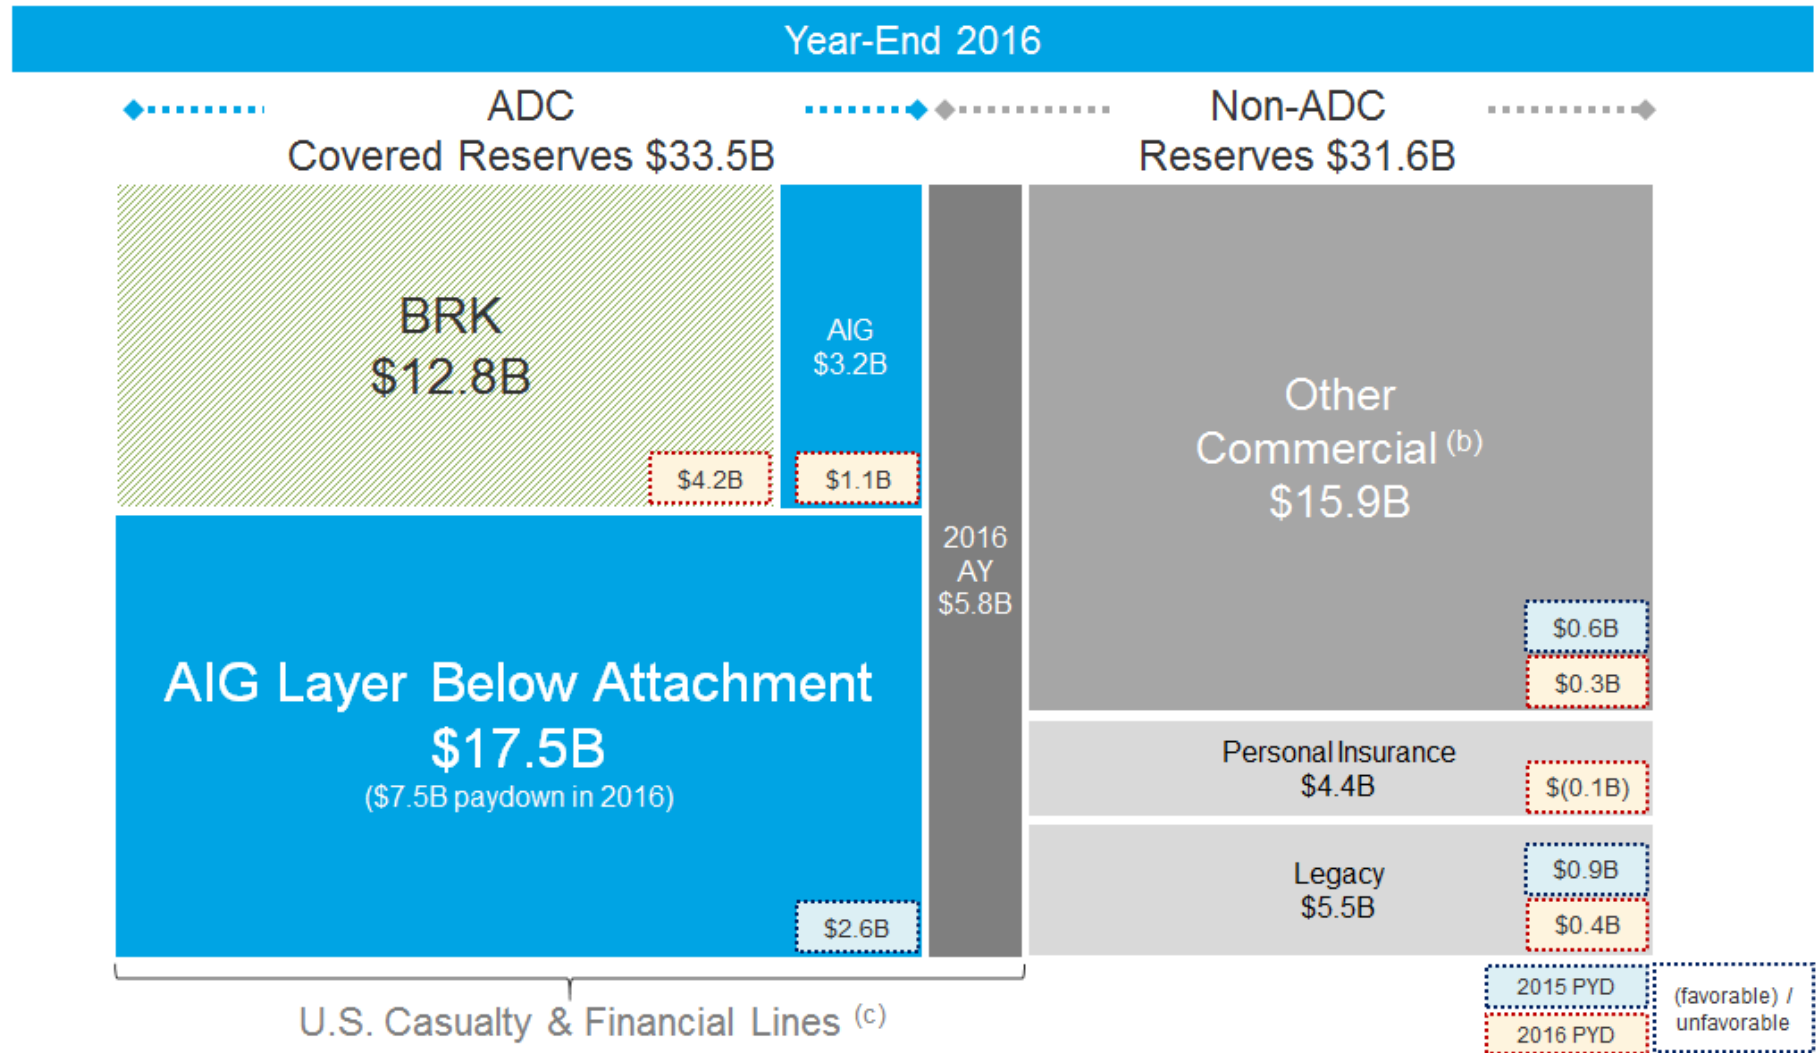 Year-End 2016
ADC
Covered Reserves $33.5B
Non-ADC
Reserves $31.6B
BRK
$12.8B
$4.2B
AIG
$3.2B
$1.1B
AIG Layer Below Attachment
$17.5B
($7.5B paydown in 2016)
$2.6B
2016
AY
$5.8B
Other
Commercial (b)
$15.9B
$0.6B
$0.3B
Personal Insurance
$4.4B
$(0.1B)
Legacy
$5.5B
$0.9B
$0.4B
U.S. Casualty & Financial Lines (c)
2015 PYD
2016 PYD
(favorable) /
unfavorable